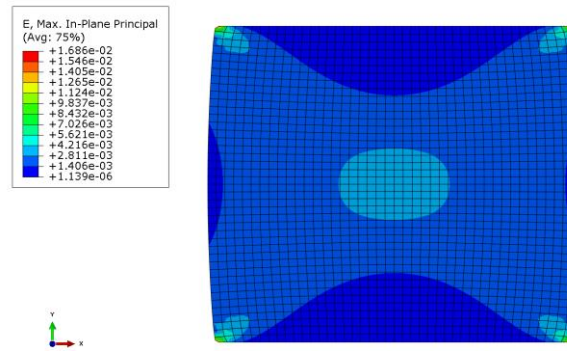 E, Max. In-Plane Principal
(Avg: 75%)
+1.686e-02
+1.546e-02
+1.405e-02
+1.265e-02
+1.124e-02
+9.837e-03
+8.432e-03
+7.026e-03
+5.621e-03
+4.216e-03
+2.811e-03
+1.406e-03
+1.139e-06
Y
X